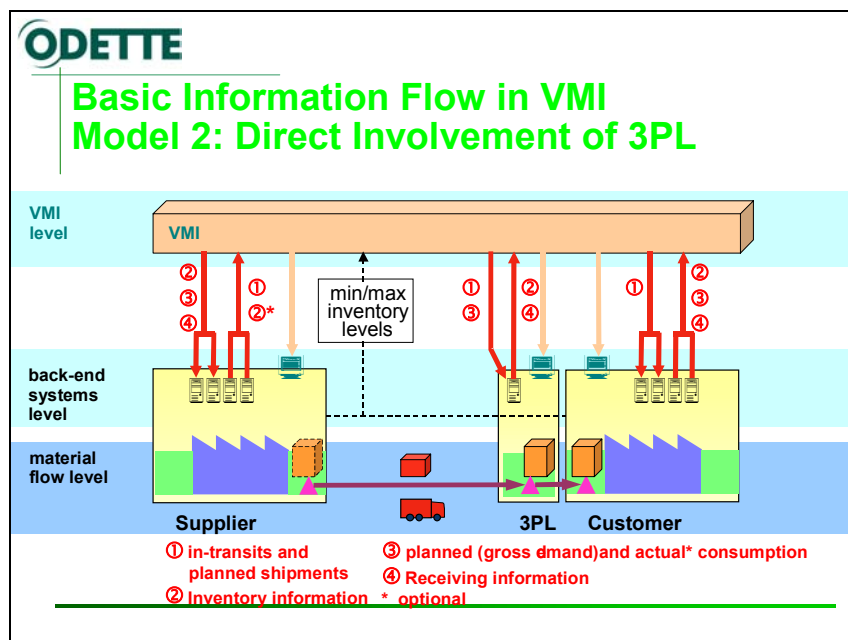 ODETTE
Basic Information Flow in VMI
Model 2: Direct Involvement of 3PL
VMI
level
VMI
②
③
④
①
②*
min/max
inventory
levels
①
③
②
④
①
②
③
④
back-end
systems
level
material
flow level
Supplier
3PL
Customer
① in-transits and
planned shipments
② Inventory information
③ planned (gross demand)and actual* consumption
④ Receiving information
* optional